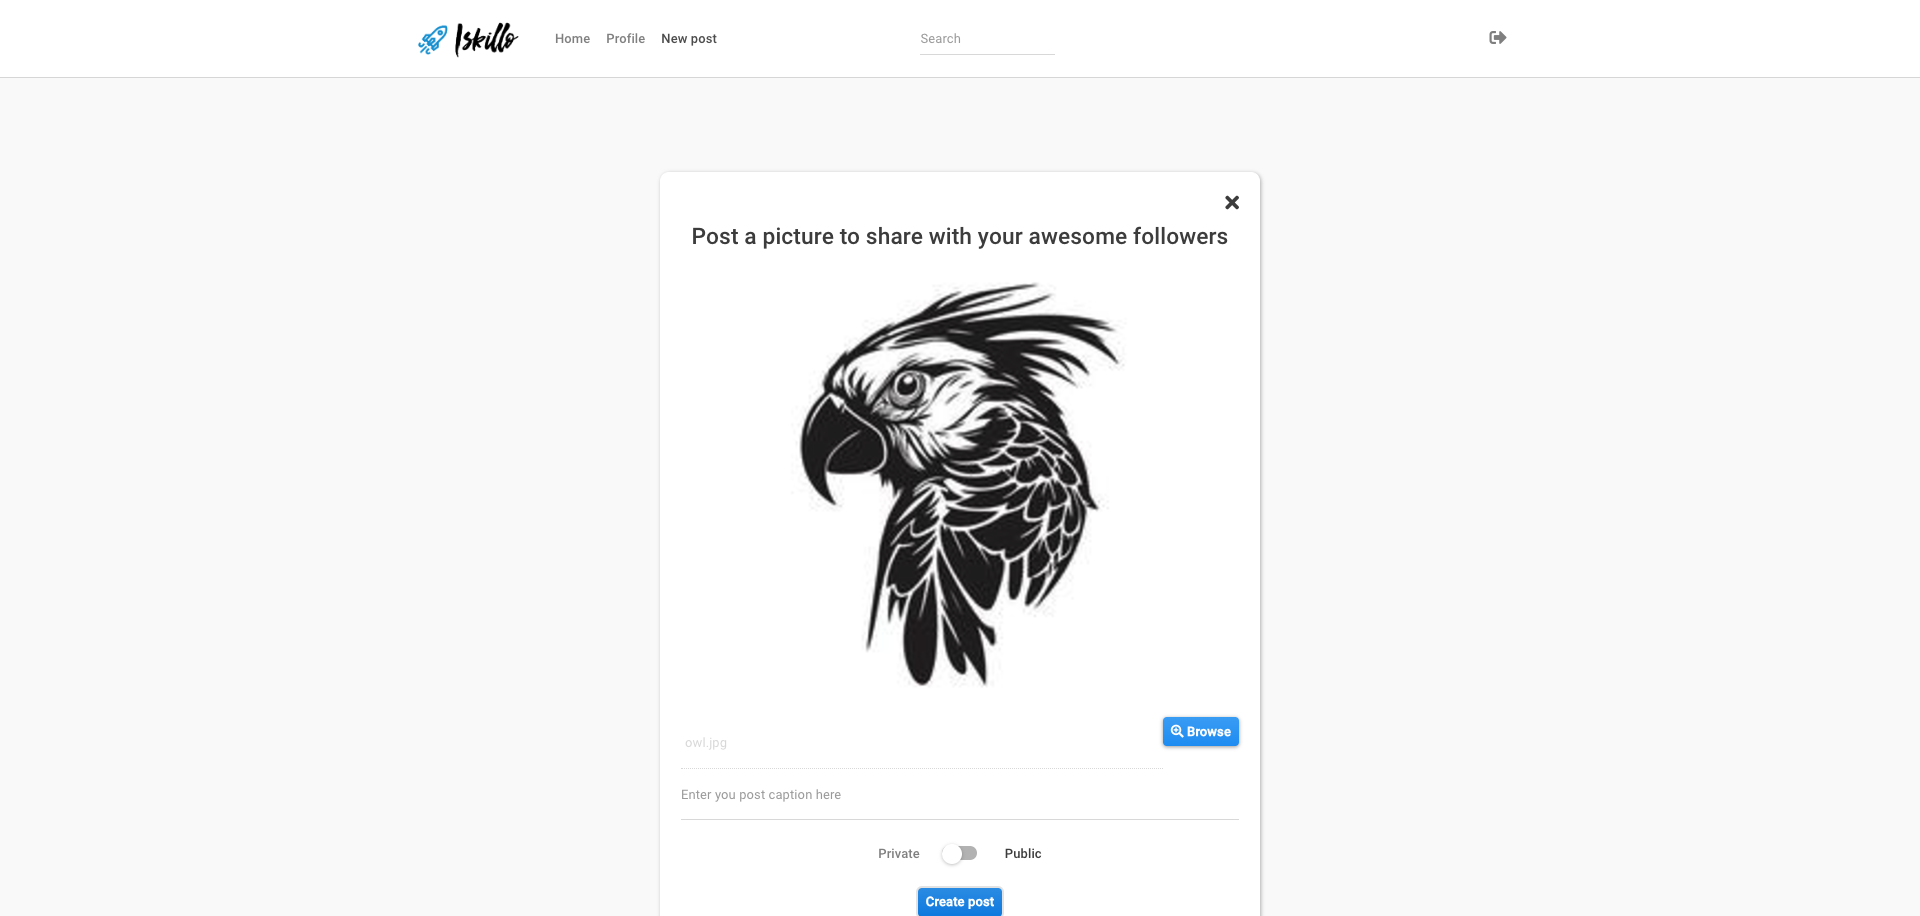 Iskillo Home Profile New post Search
Post a picture to share with your awesome followers
Browse
owl.jpg
Enter you post caption here
Private Public
Create post